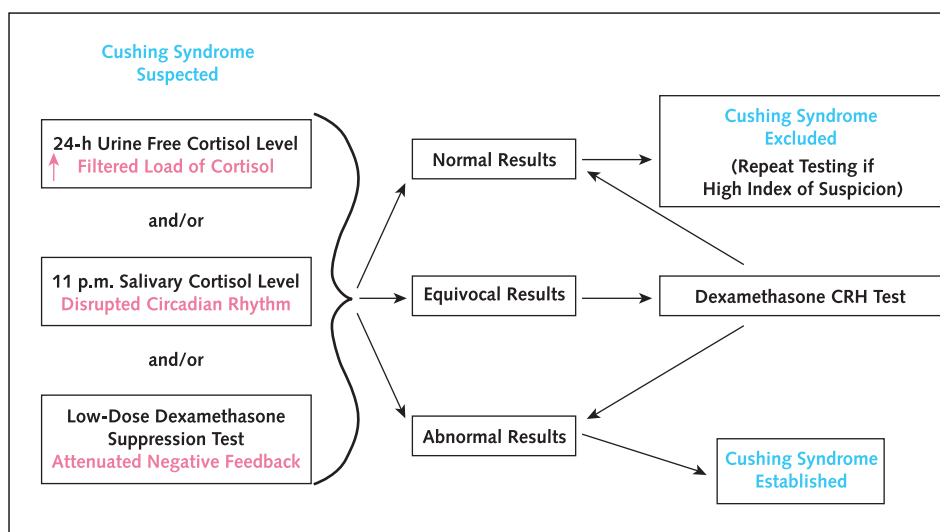 Cushing Syndrome
Suspected
24-h Urine Free Cortisol Level
Filtered Load of Cortisol
and/or
11 p.m. Salivary Cortisol Level
Disrupted Circadian Rhythm
and/or
Low-Dose Dexamethasone
Suppression Test
Attenuated Negative Feedback
Normal Results
Equivocal Results
Abnormal Results
Cushing Syndrome
Excluded
(Repeat Testing if
High Index of Suspicion)
Dexamethasone CRH Test
Cushing Syndrome
Established